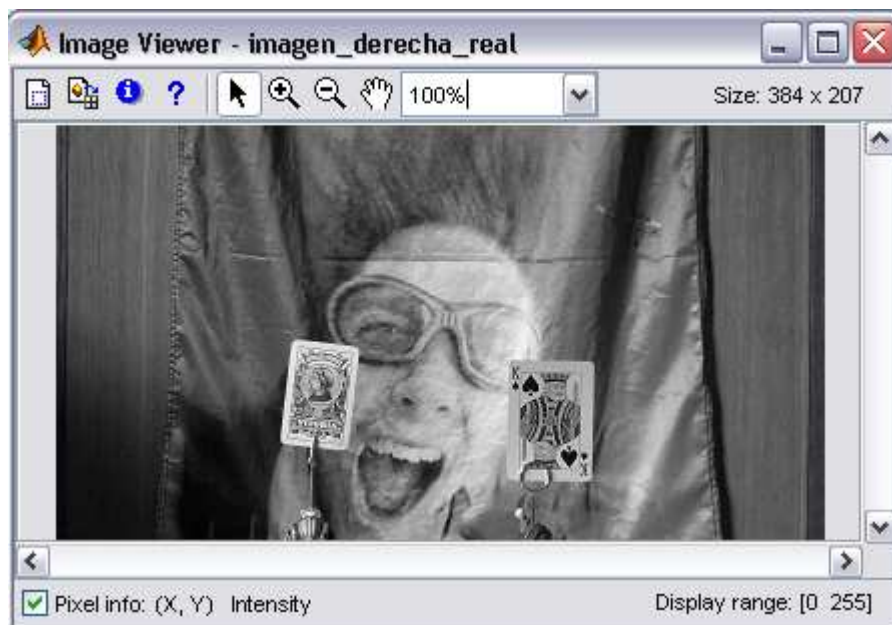 Image Viewer - imagen_derecha_real
? 100% Size: 384 x 207
K
K
Pixel info: (X, Y) Intensity Display range: [0 255]